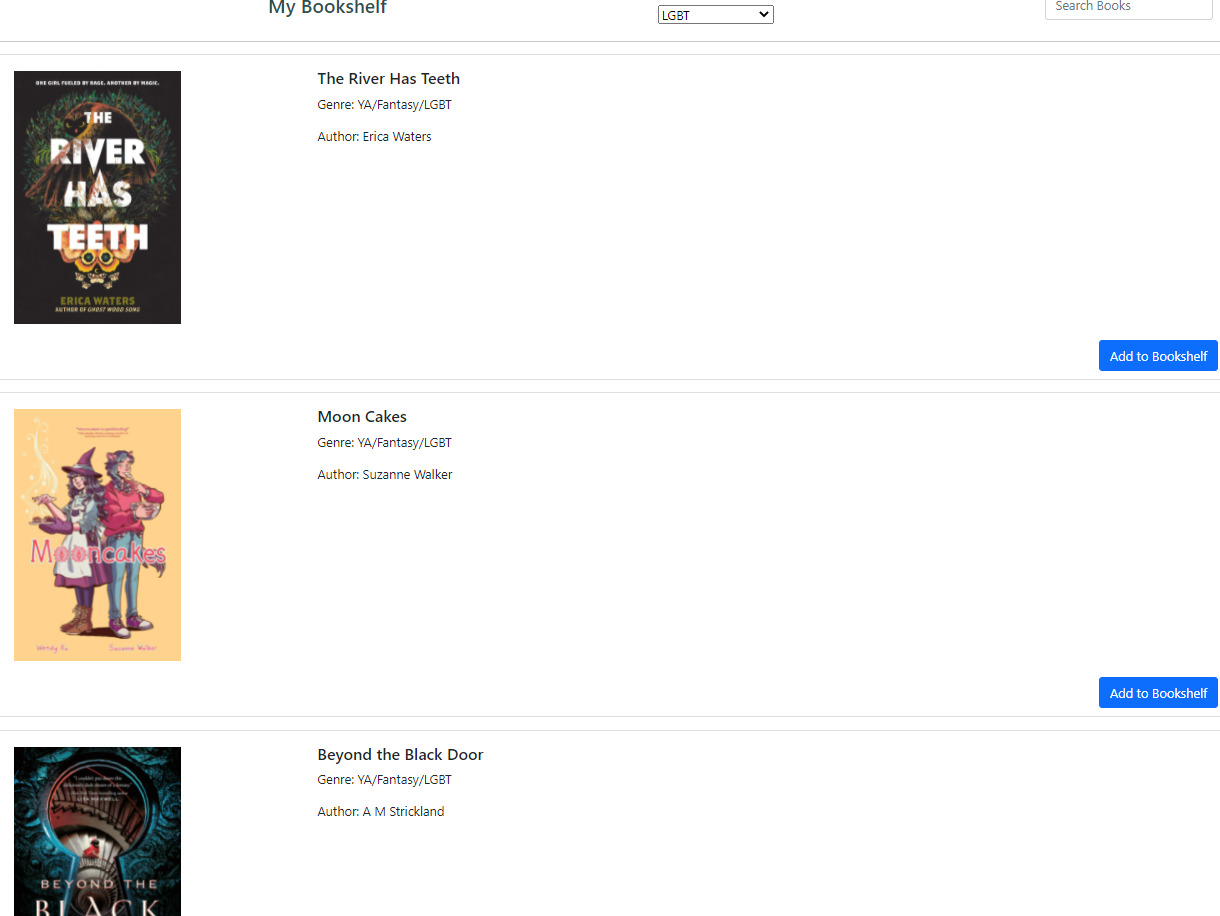 My Bookshelf
LGBT
Search Books
ONE GIRL FUELED BY RAGE. ANOTHER BY MAGIC.
THE
RIVER
HAS
TEETH
ERICA WATERS
AUTHOR OF GHOST WOOD SONG
The River Has Teeth
Genre: YA/Fantasy/LGBT
Author: Erica Waters
Add to Bookshelf
Mooncakes
Wendy Xu
Suzanne Walker
Moon Cakes
Genre: YA/Fantasy/LGBT
Author: Suzanne Walker
Add to Bookshelf
BEYOND THE
BLACK
Beyond the Black Door
Genre: YA/Fantasy/LGBT
Author: A M Strickland